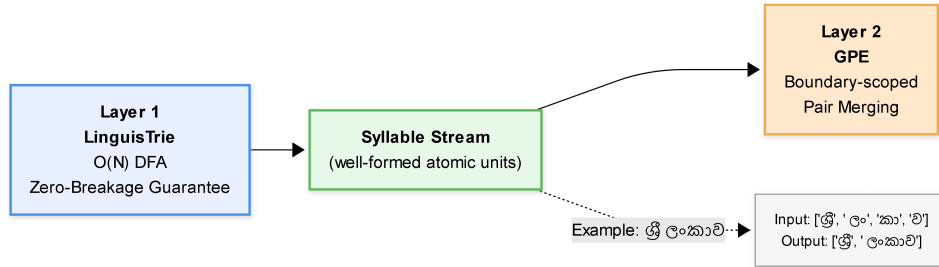 Layer 1
LinguisTrie
O(N) DFA
Zero-Breakage Guarantee
Syllable Stream
(well-formed atomic units)
Layer 2
GPE
Boundary-scoped
Pair Merging
Example: ශ්‍රී ලංකාව
Input: ['ශ්‍රී', ' ලං', 'කා', 'ව']
Output: ['ශ්‍රී', ' ලංකාව']